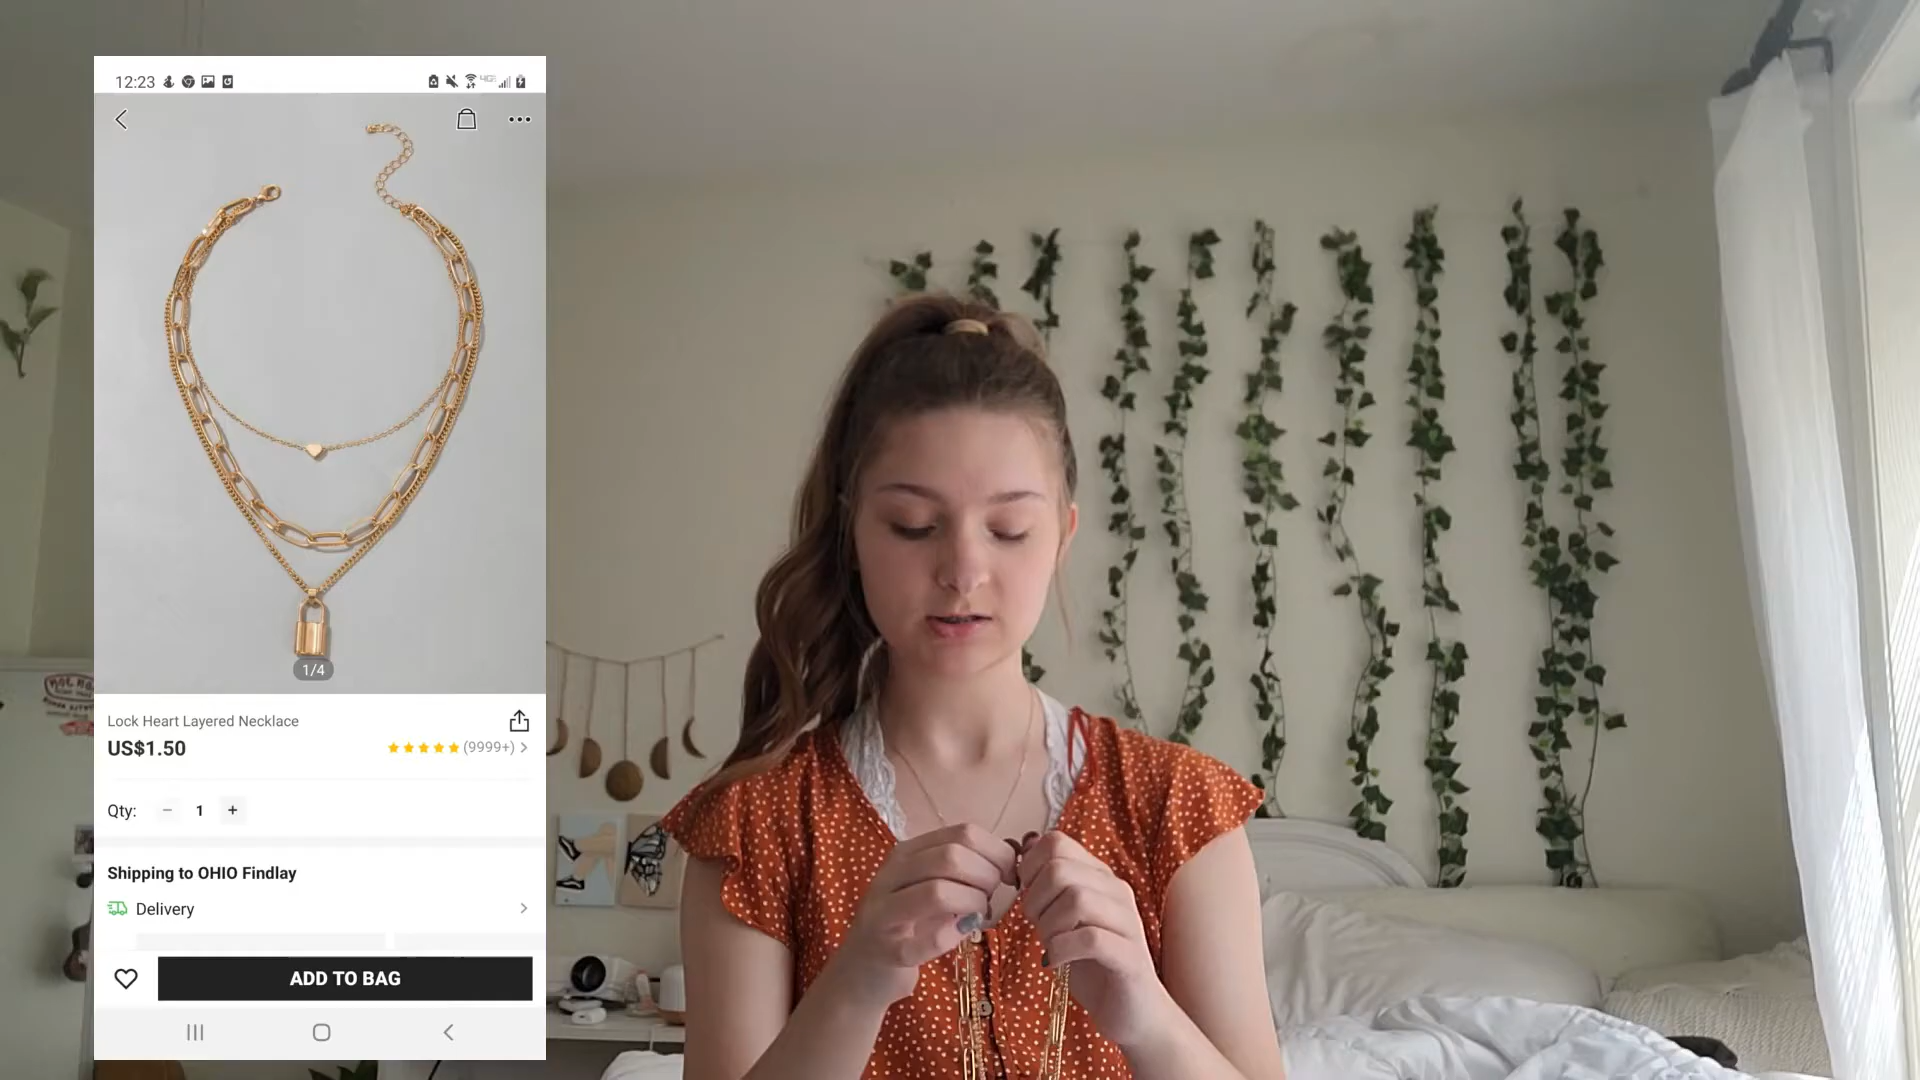 12:23
1/4
Lock Heart Layered Necklace
US$1.50
(9999+)
Qty:
1
Shipping to OHIO Findlay
Delivery
ADD TO BAG